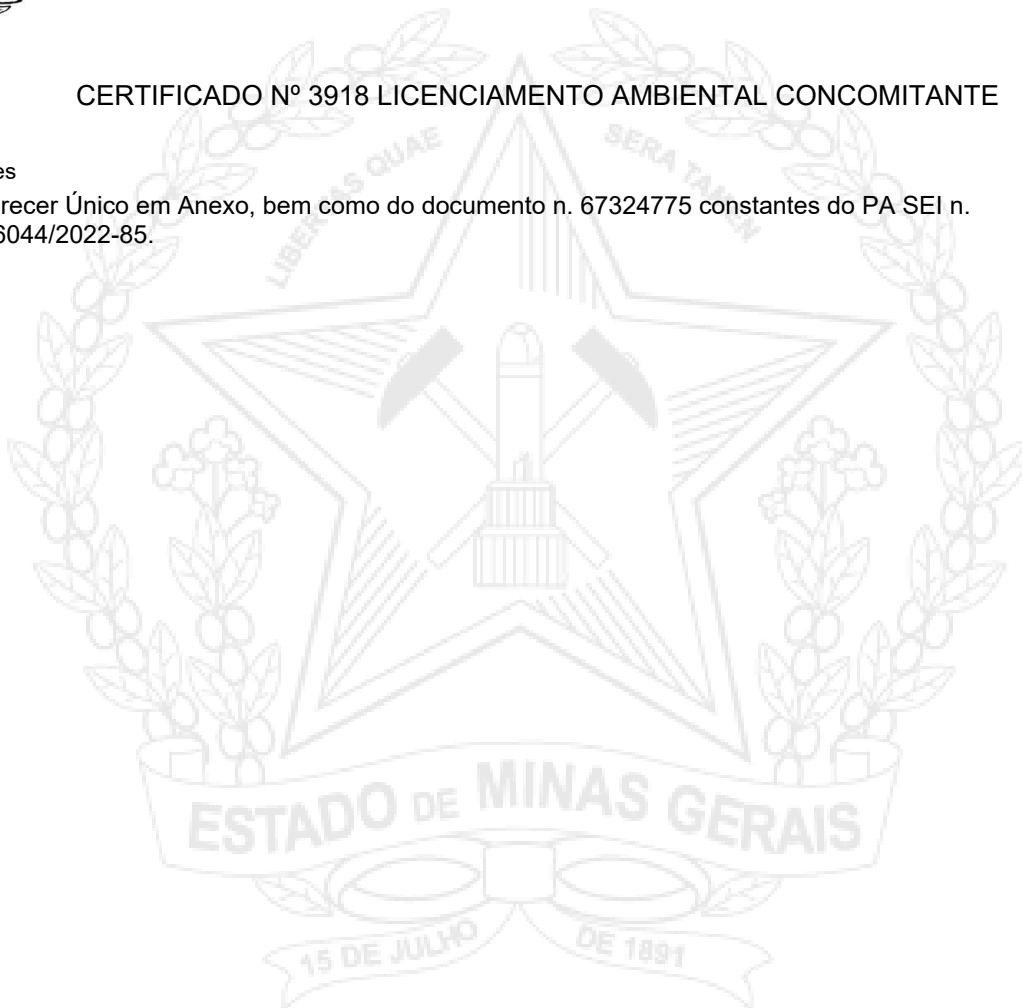 CERTIFICADO Nº 3918 LICENCIAMENTO AMBIENTAL CONCOMITANTE
es
recer Único em Anexo, bem como do documento n. 67324775 constantes do PA SEI n.
6044/2022-85.
LIBERTAS QUAE SERA TAMEN
ESTADO DE MINAS GERAIS
15 DE JULHO DE 1891